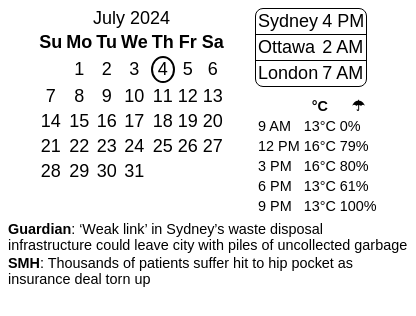 July 2024
Su Mo Tu We Th Fr Sa
1 2 3 4 5 6
7 8 9 10 11 12 13
14 15 16 17 18 19 20
21 22 23 24 25 26 27
28 29 30 31
Sydney 4 PM
Ottawa 2 AM
London 7 AM
°C ☂
9 AM 13°C 0%
12 PM 16°C 79%
3 PM 16°C 80%
6 PM 13°C 61%
9 PM 13°C 100%
Guardian: ‘Weak link’ in Sydney’s waste disposal
infrastructure could leave city with piles of uncollected garbage
SMH: Thousands of patients suffer hit to hip pocket as
insurance deal torn up